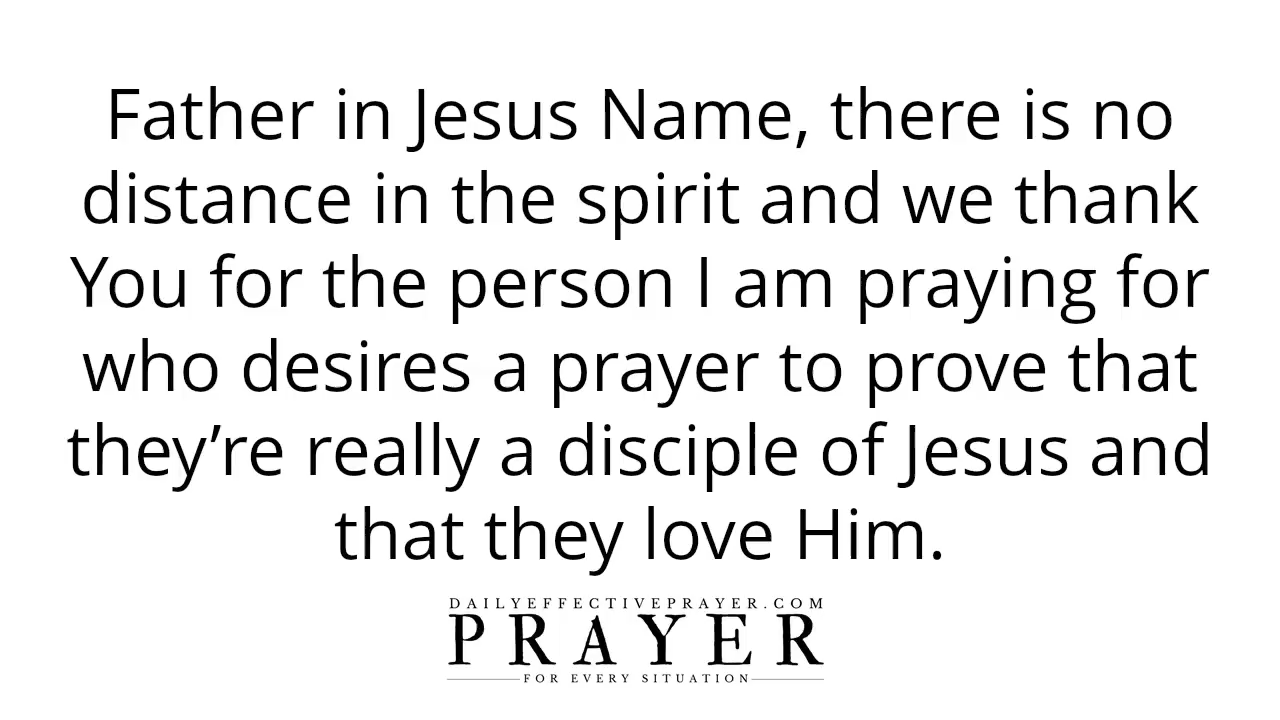 Father in Jesus Name, there is no
distance in the spirit and we thank
You for the person I am praying for
who desires a prayer to prove that
they’re really a disciple of Jesus and
that they love Him.
DAILYEFFECTIVEPRAYER.COM
PRAYER
FOR EVERY SITUATION